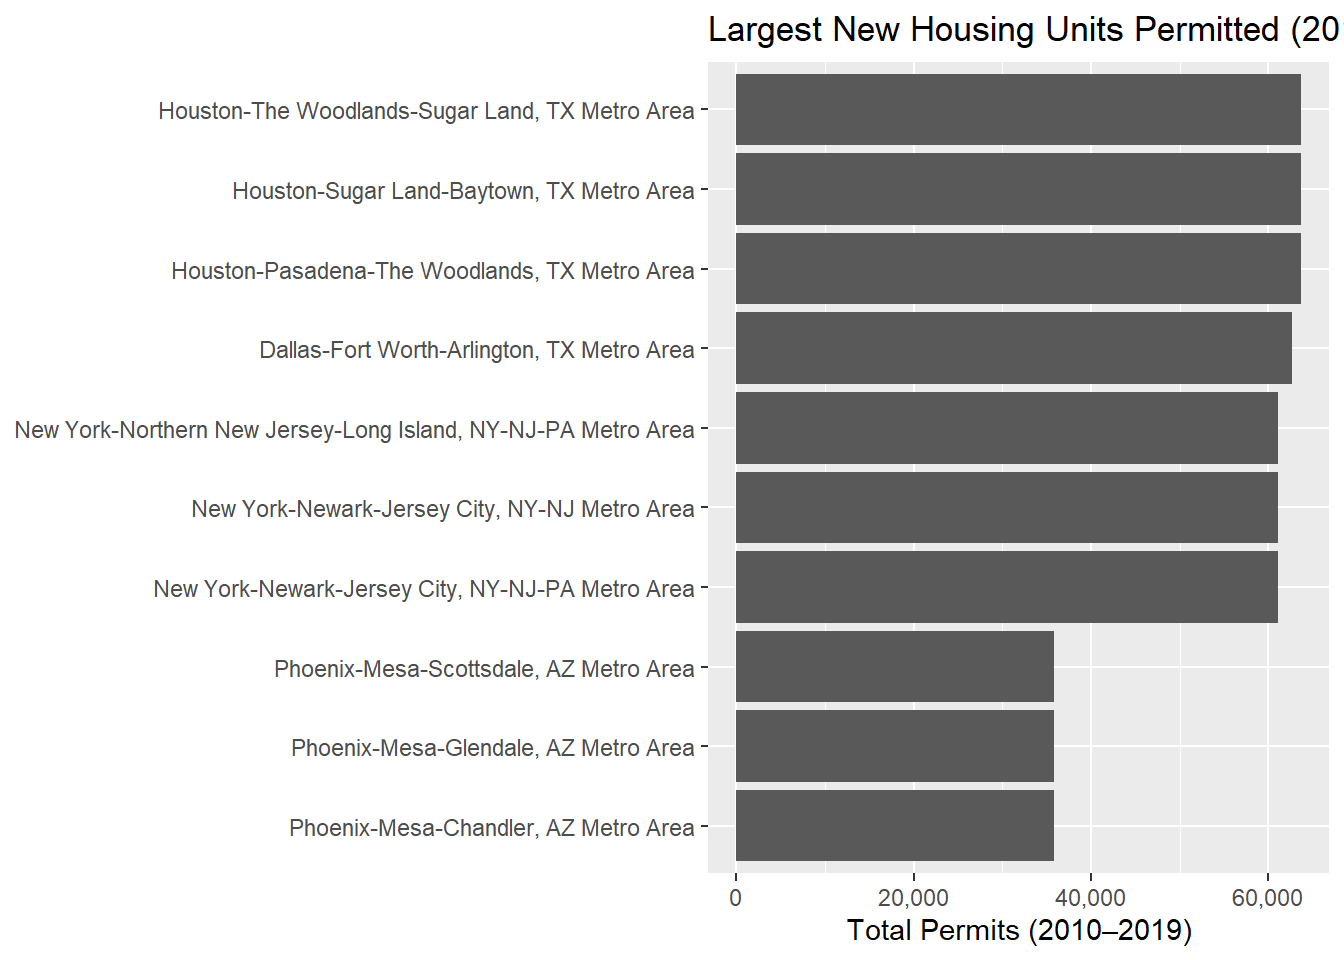 Largest New Housing Units Permitted (20
Houston-The Woodlands-Sugar Land, TX Metro Area
Houston-Sugar Land-Baytown, TX Metro Area
Houston-Pasadena-The Woodlands, TX Metro Area
Dallas-Fort Worth-Arlington, TX Metro Area
New York-Northern New Jersey-Long Island, NY-NJ-PA Metro Area
New York-Newark-Jersey City, NY-NJ Metro Area
New York-Newark-Jersey City, NY-NJ-PA Metro Area
Phoenix-Mesa-Scottsdale, AZ Metro Area
Phoenix-Mesa-Glendale, AZ Metro Area
Phoenix-Mesa-Chandler, AZ Metro Area
0 20,000 40,000 60,000
Total Permits (2010–2019)